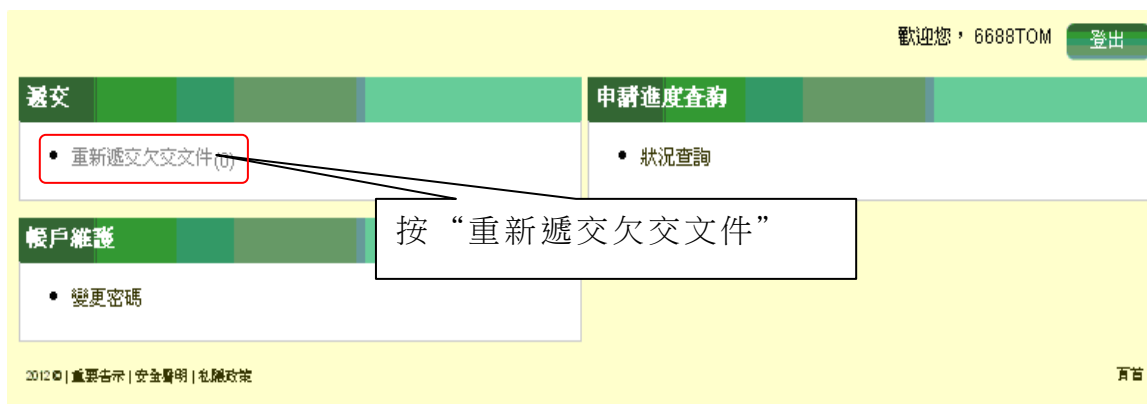 歡迎您，6688TOM
登出
遞交
申請進度查詢
重新遞交欠交文件(0)
狀況查詢
按“重新遞交欠交文件”
帳戶維護
變更密碼
2012©|重要告示|安全聲明|私隱政策
頁首